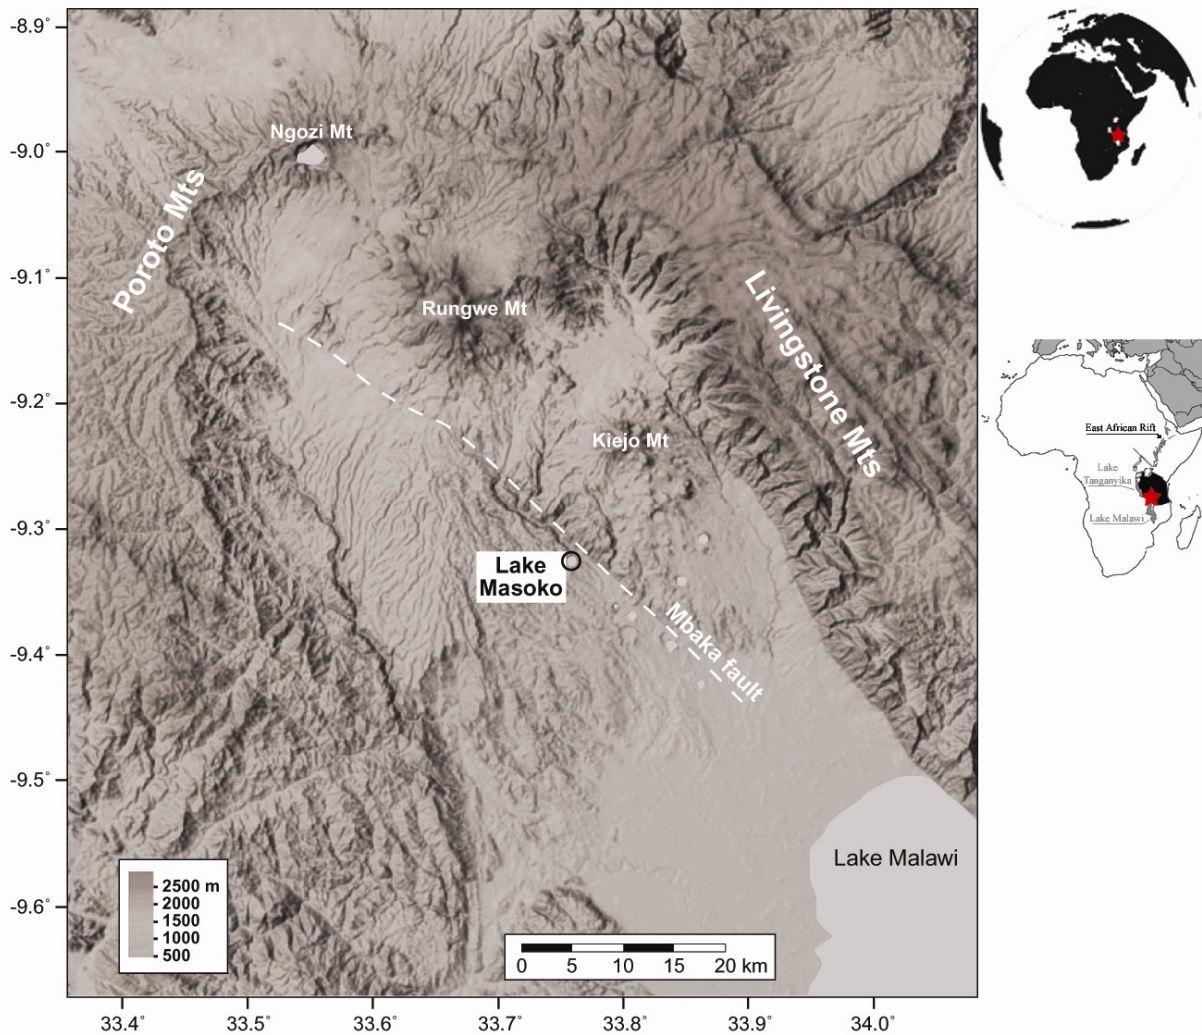 -8.9°
-9.0°
-9.1°
-9.2°
-9.3°
-9.4°
-9.5°
-9.6°
Ngozi Mt
Poroto Mts
Rungwe Mt
Livingstone Mts
Kiejo Mt
Lake
Masoko
Mbaka fault
Lake Malawi
2500 m
2000
1500
1000
500
0 5 10 15 20 km
33.4° 33.5° 33.6° 33.7° 33.8° 33.9° 34.0°
East African Rift
Lake
Tanganyika
Lake Malawi